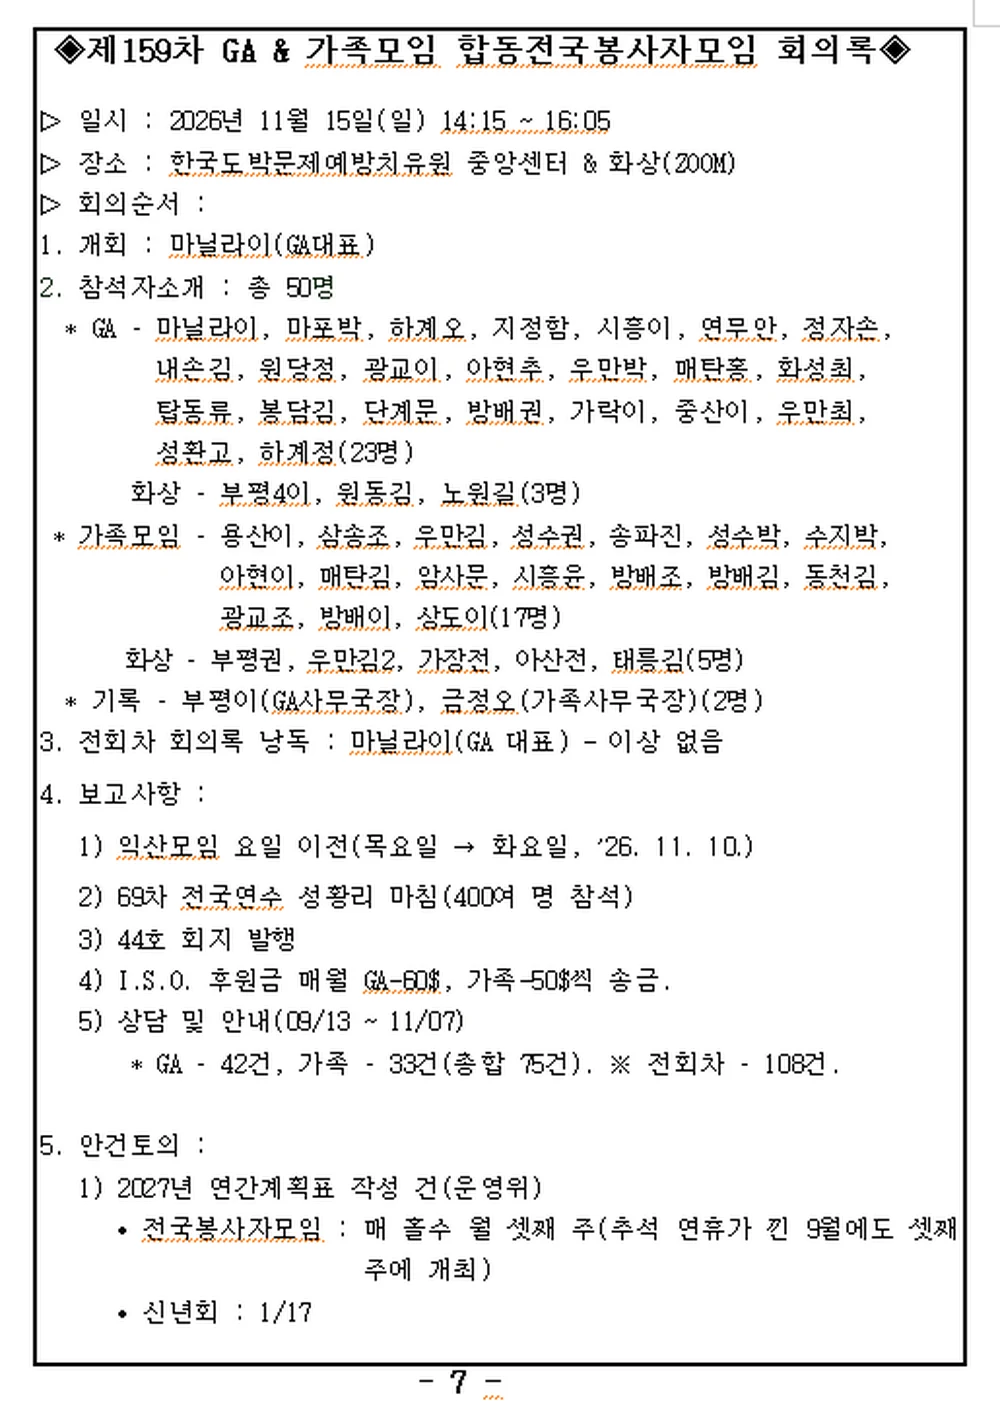 ◈제159차 GA & 가족모임 합동전국봉사자모임 회의록◈
▷ 일시 : 2026년 11월 15일(일) 14:15 ~ 16:05
▷ 장소 : 한국도박문제예방치유원 중앙센터 & 화상(ZOOM)
▷ 회의순서 :
1. 개회 : 마닐라이(GA대표)
2. 참석자소개 : 총 50명
* GA - 마닐라이, 마포박, 하계오, 지정함, 시흥이, 연무안, 정자손,
내손김, 원당정, 광교이, 아현추, 우만박, 매탄홍, 화성최,
탑동류, 봉담김, 단계문, 방배권, 가락이, 중산이, 우만최,
성환고, 하계정(23명)
화상 - 부평4이, 원동김, 노원길(3명)
* 가족모임 - 용산이, 삼송조, 우만김, 성수권, 송파진, 성수박, 수지박,
아현이, 매탄김, 암사문, 시흥윤, 방배조, 방배김, 동천김,
광교조, 방배이, 상도이(17명)
화상 - 부평권, 우만김2, 가장전, 아산전, 태릉김(5명)
* 기록 - 부평이(GA사무국장), 금정오(가족사무국장)(2명)
3. 전회차 회의록 낭독 : 마닐라이(GA 대표) - 이상 없음
4. 보고사항 :
1) 익산모임 요일 이전(목요일 → 화요일, '26. 11. 10.)
2) 69차 전국연수 성황리 마침(400여 명 참석)
3) 44호 회지 발행
4) I.S.O. 후원금 매월 GA-60$, 가족-50$씩 송금.
5) 상담 및 안내(09/13 ~ 11/07)
* GA - 42건, 가족 - 33건(총합 75건). ※ 전회차 - 108건.
5. 안건토의 :
1) 2027년 연간계획표 작성 건(운영위)
• 전국봉사자모임 : 매 홀수 월 셋째 주(추석 연휴가 낀 9월에도 셋째
주에 개최)
• 신년회 : 1/17
- 7 -